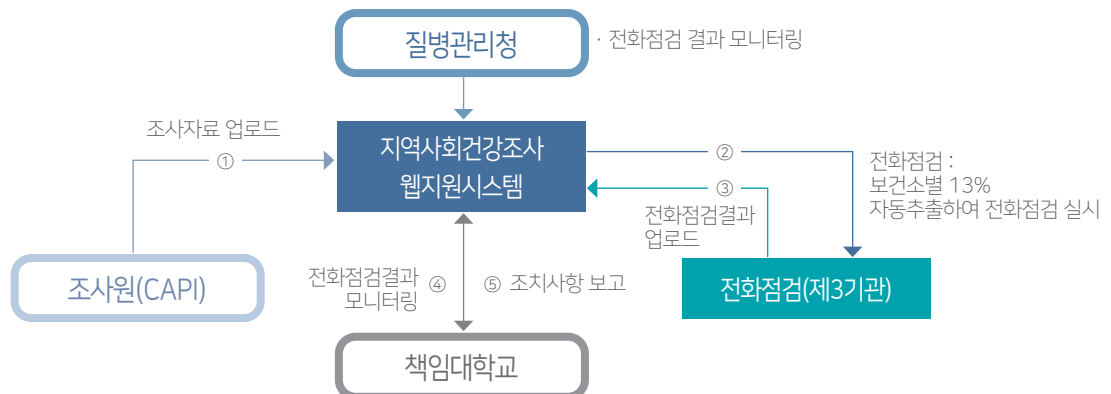 질병관리청
· 전화점검 결과 모니터링
조사자료 업로드
①
지역사회건강조사
웹지원시스템
②
③
전화점검 :
보건소별 13%
자동추출하여 전화점검 실시
전화점검결과
업로드
조사원(CAPI)
전화점검결과
모니터링
④
⑤ 조치사항 보고
전화점검(제3기관)
책임대학교